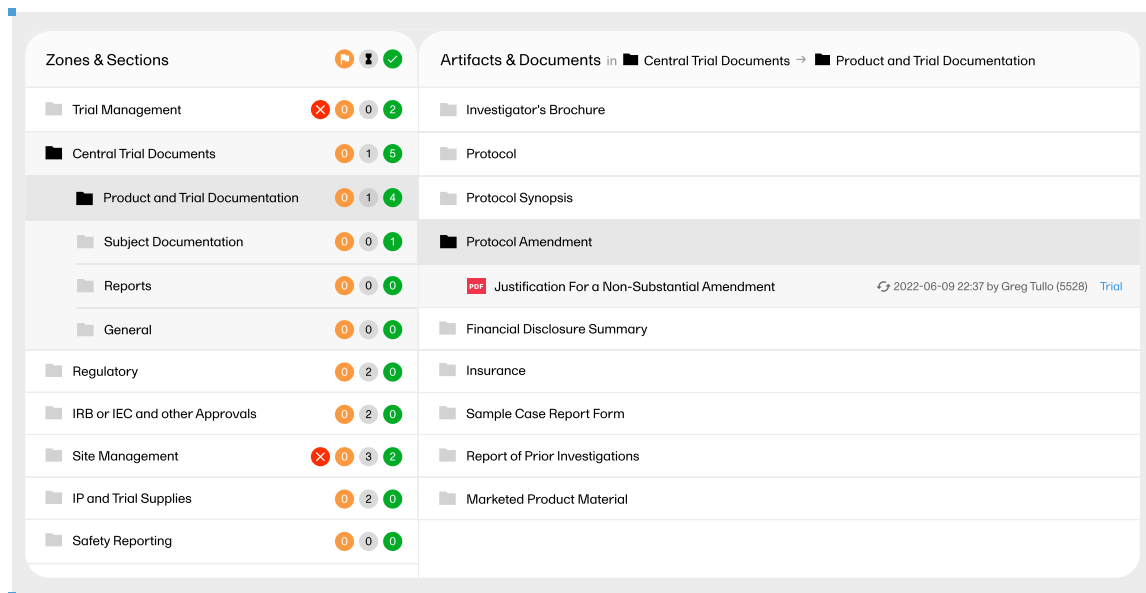 Zones & Sections
Trial Management 0 0 2
Central Trial Documents 0 1 5
Product and Trial Documentation 0 1 4
Subject Documentation 0 0 1
Reports 0 0 0
General 0 0 0
Regulatory 0 2 0
IRB or IEC and other Approvals 0 2 0
Site Management 0 3 2
IP and Trial Supplies 0 2 0
Safety Reporting 0 0 0
Artifacts & Documents in Central Trial Documents → Product and Trial Documentation
Investigator's Brochure
Protocol
Protocol Synopsis
Protocol Amendment
PDF Justification For a Non-Substantial Amendment 2022-06-09 22:37 by Greg Tullo (5528) Trial
Financial Disclosure Summary
Insurance
Sample Case Report Form
Report of Prior Investigations
Marketed Product Material